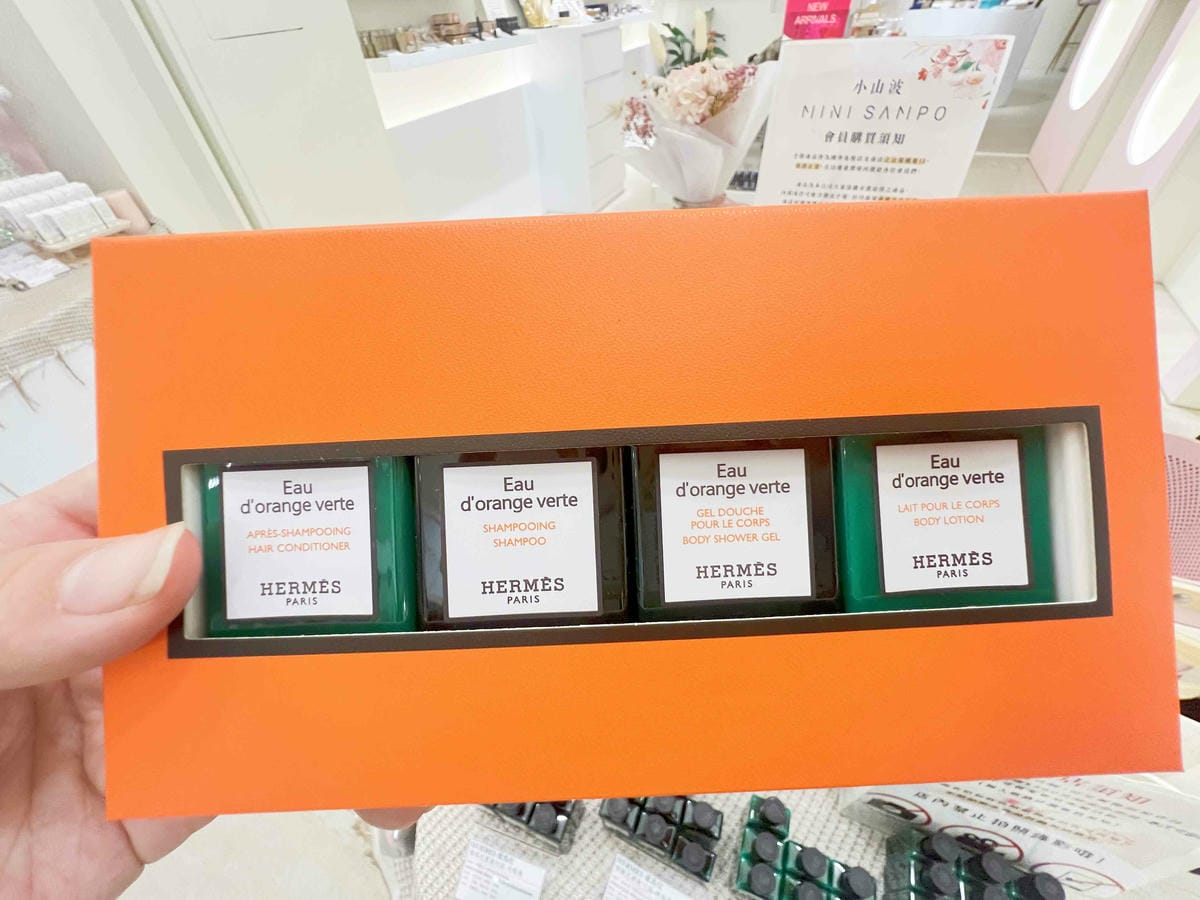 NEW
ARRIVALS
小山波
MINI SAMPO
會員購買須知
Eau
d'orange verte
APRÈS-SHAMPOOING
HAIR CONDITIONER
HERMÈS
PARIS
Eau
d'orange verte
SHAMPOOING
SHAMPOO
HERMÈS
PARIS
Eau
d'orange verte
GEL DOUCHE
POUR LE CORPS
BODY SHOWER GEL
HERMÈS
PARIS
Eau
d'orange verte
LAIT POUR LE CORPS
BODY LOTION
HERMÈS
PARIS